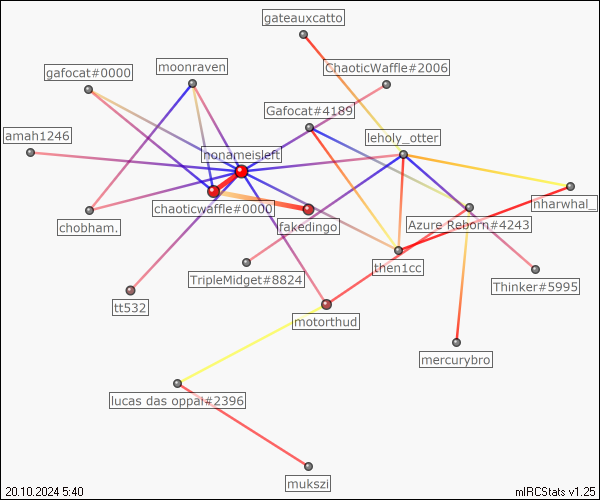 gateauxcatto
moonraven
ChaoticWaffle#2006
gafocat#0000
Gafocat#4189
amah1246
leholy_otter
nonameisleft
nharwhal_
chaoticwaffle#0000
chobham.
fakedingo
Azure Reborn#4243
then1cc
TripleMidget#8824
Thinker#5995
tt532
motorthud
mercurybro
lucas das oppai#2396
mukszi
20.10.2024 5:40
mIRCStats v1.25